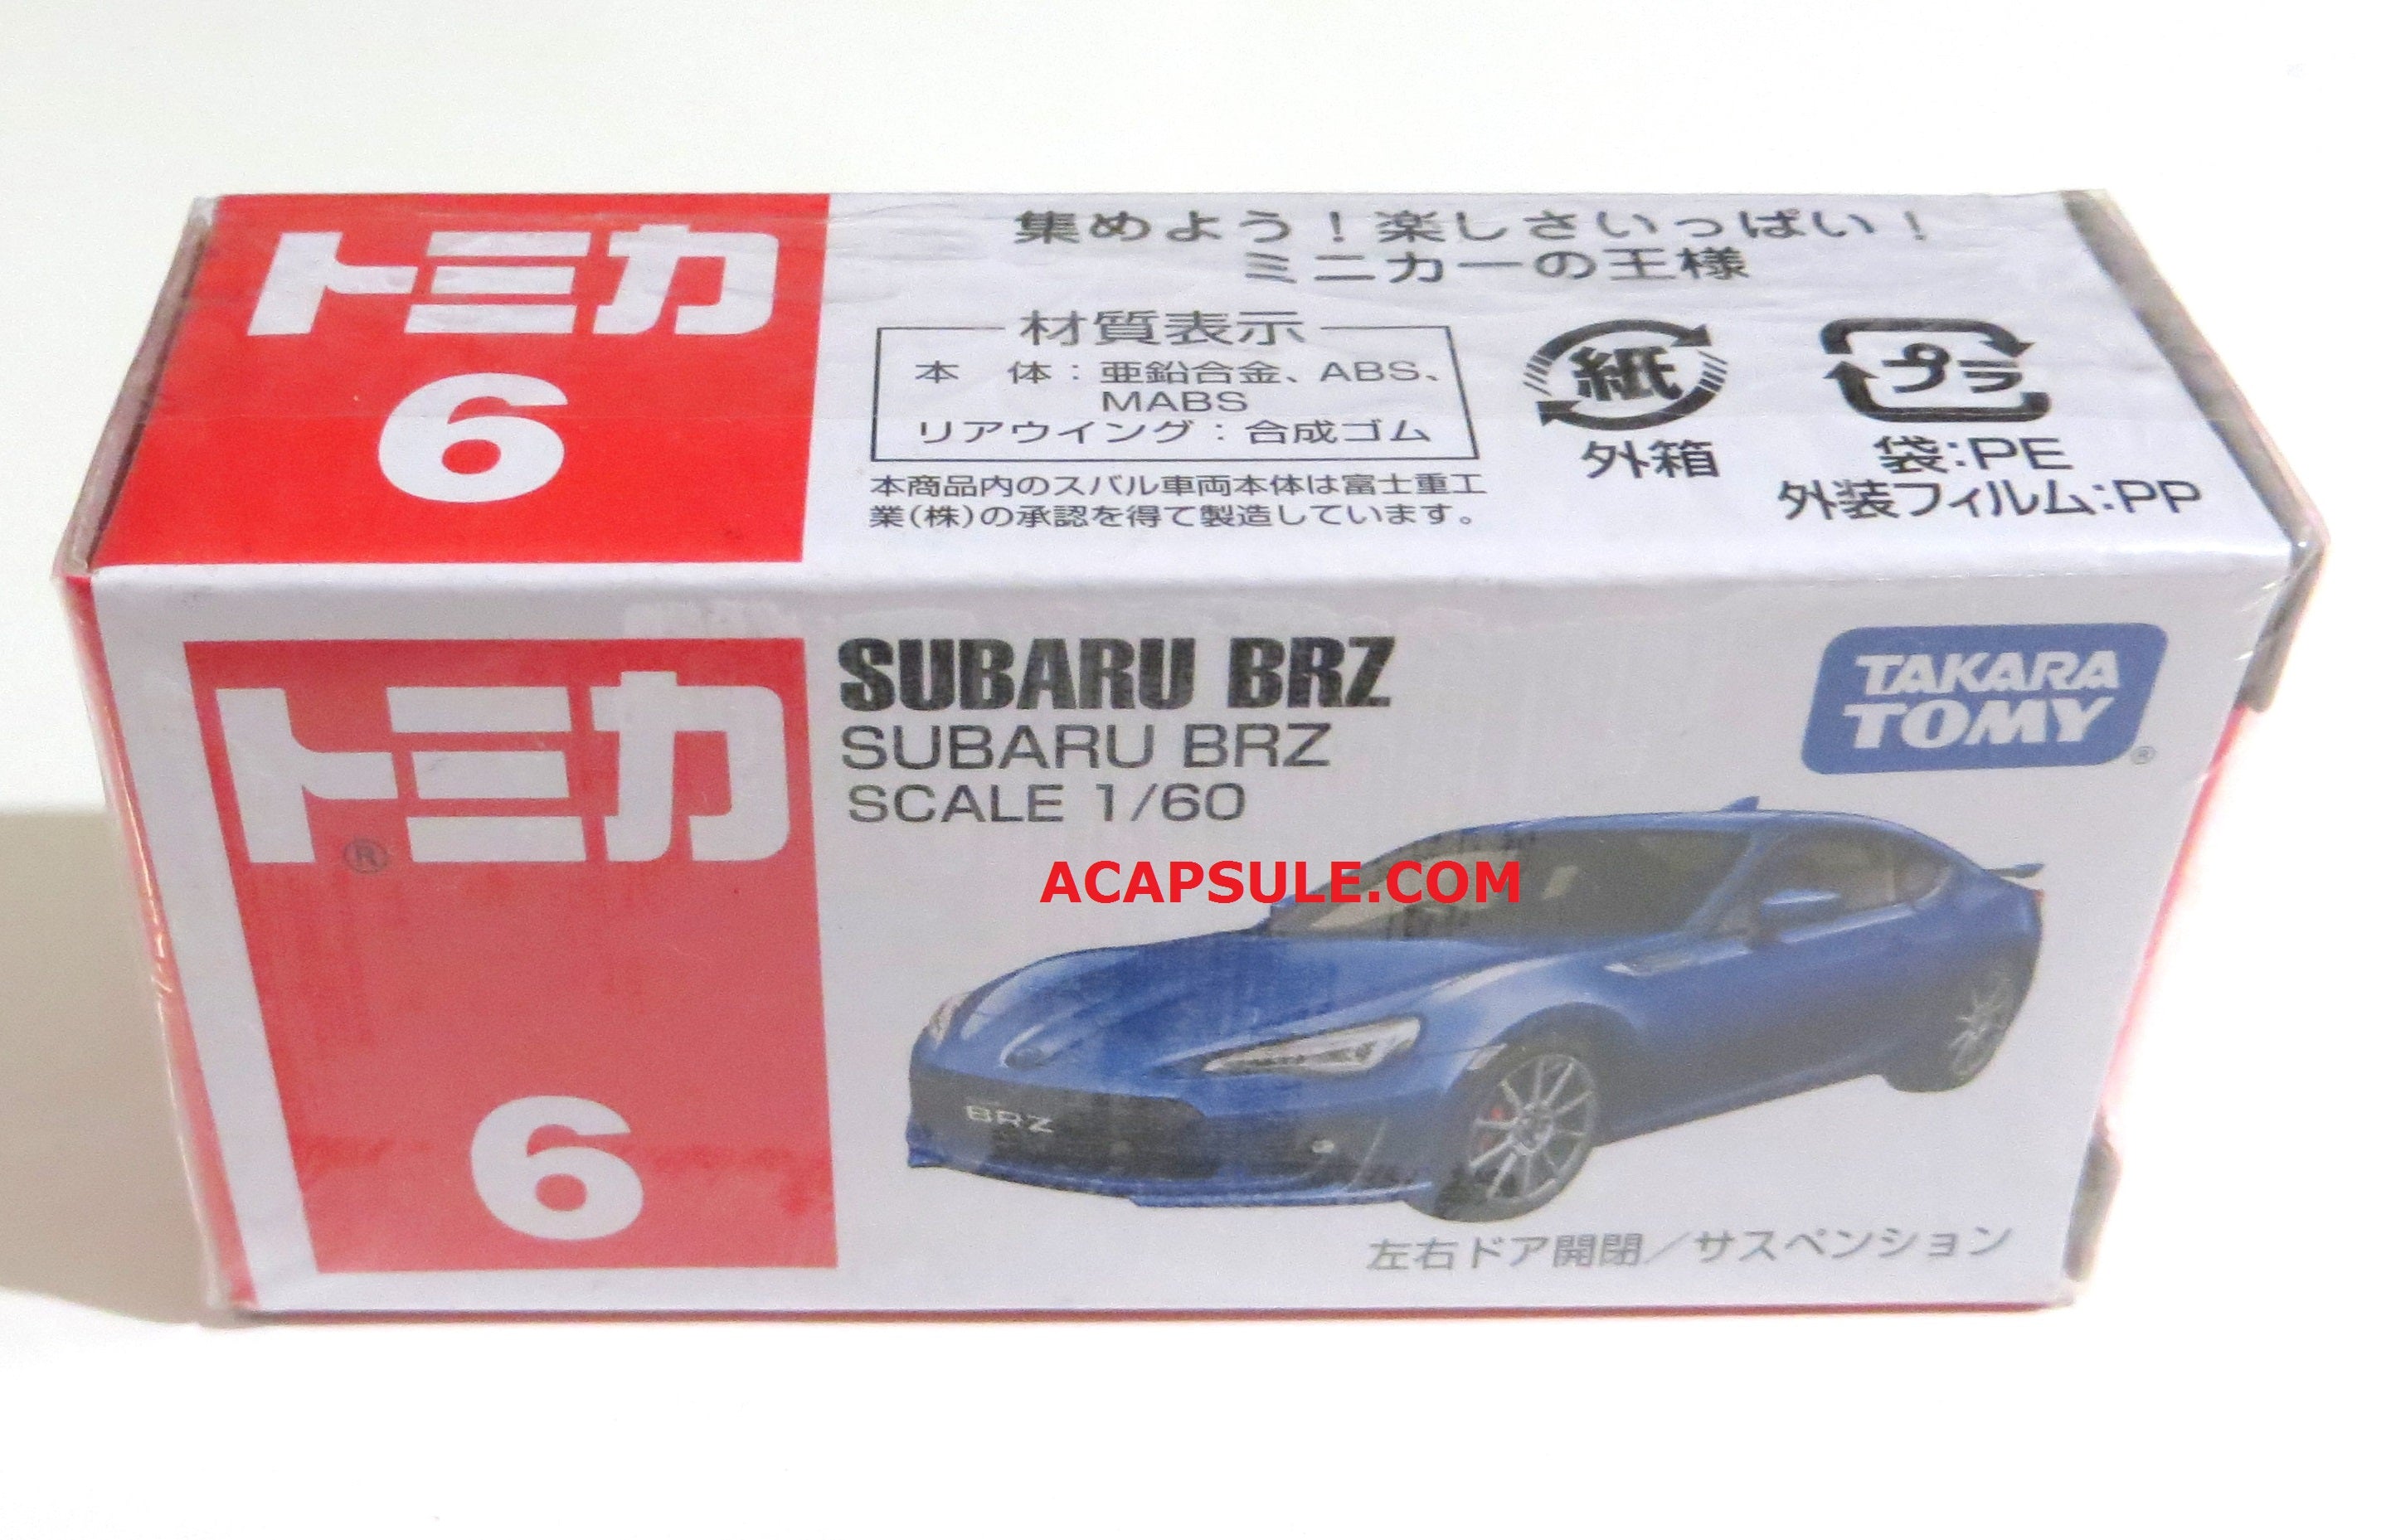 トミカ
6
集めよう！楽しさいっぱい！
ミニカーの王様
材質表示
本　体：亜鉛合金、ABS、
MABS
リアウイング：合成ゴム
本商品内のスバル車両本体は富士重工
業(株)の承認を得て製造しています。
紙
外箱
プラ
袋:PE
外装フィルム:PP
トミカ
®
6
SUBARU BRZ
SUBARU BRZ
SCALE 1/60
TAKARA
TOMY
®
ACAPSULE.COM
BRZ
左右ドア開閉／サスペンション